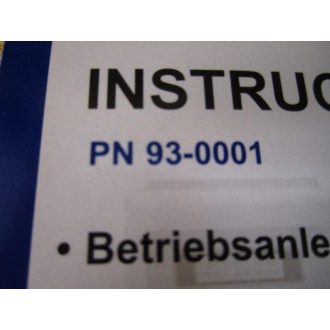 INSTRUC
PN 93-0001
• Betriebsanle